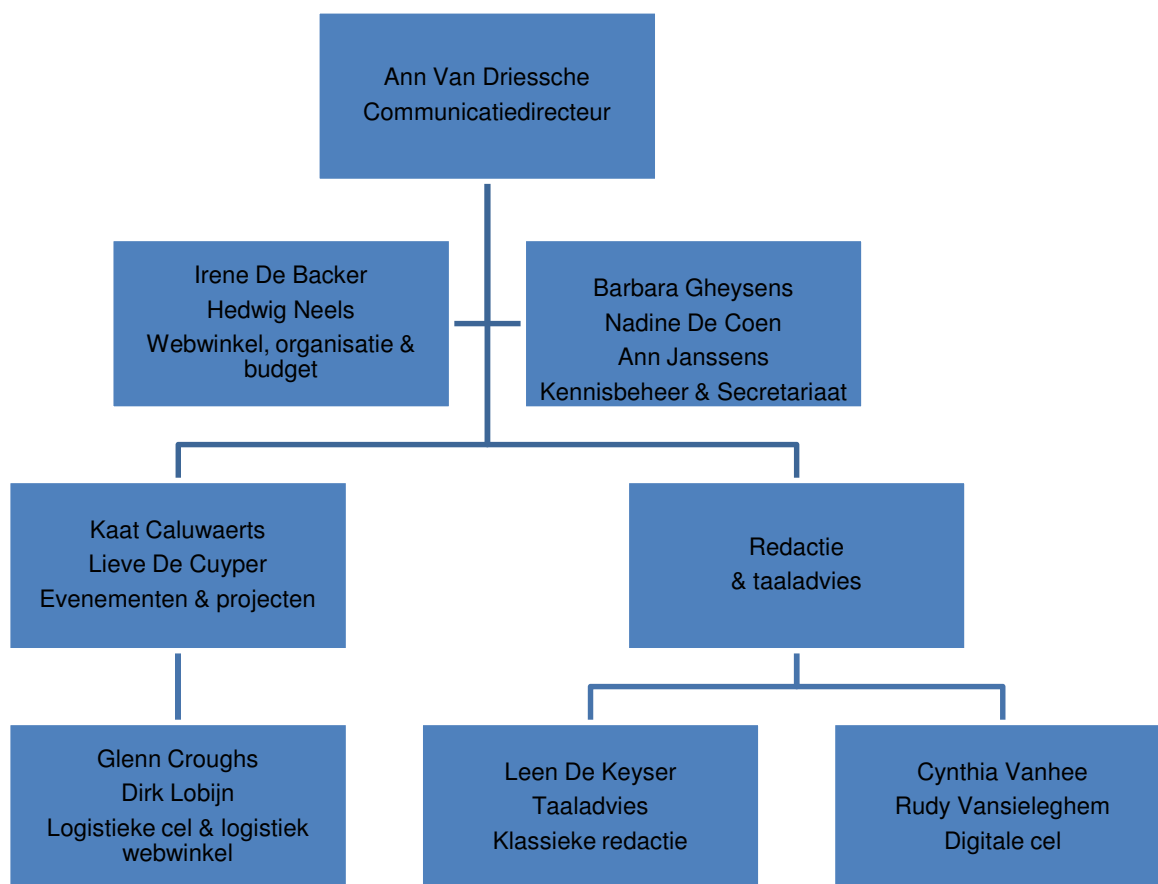 Ann Van Driessche
Communicatiedirecteur
Irene De Backer
Hedwig Neels
Webwinkel, organisatie &
budget
Barbara Gheysens
Nadine De Coen
Ann Janssens
Kennisbeheer & Secretariaat
Kaat Caluwaerts
Lieve De Cuyper
Evenementen & projecten
Redactie
& taaladvies
Glenn Croughs
Dirk Lobijn
Logistieke cel & logistiek
webwinkel
Leen De Keyser
Taaladvies
Klassieke redactie
Cynthia Vanhee
Rudy Vansieleghem
Digitale cel